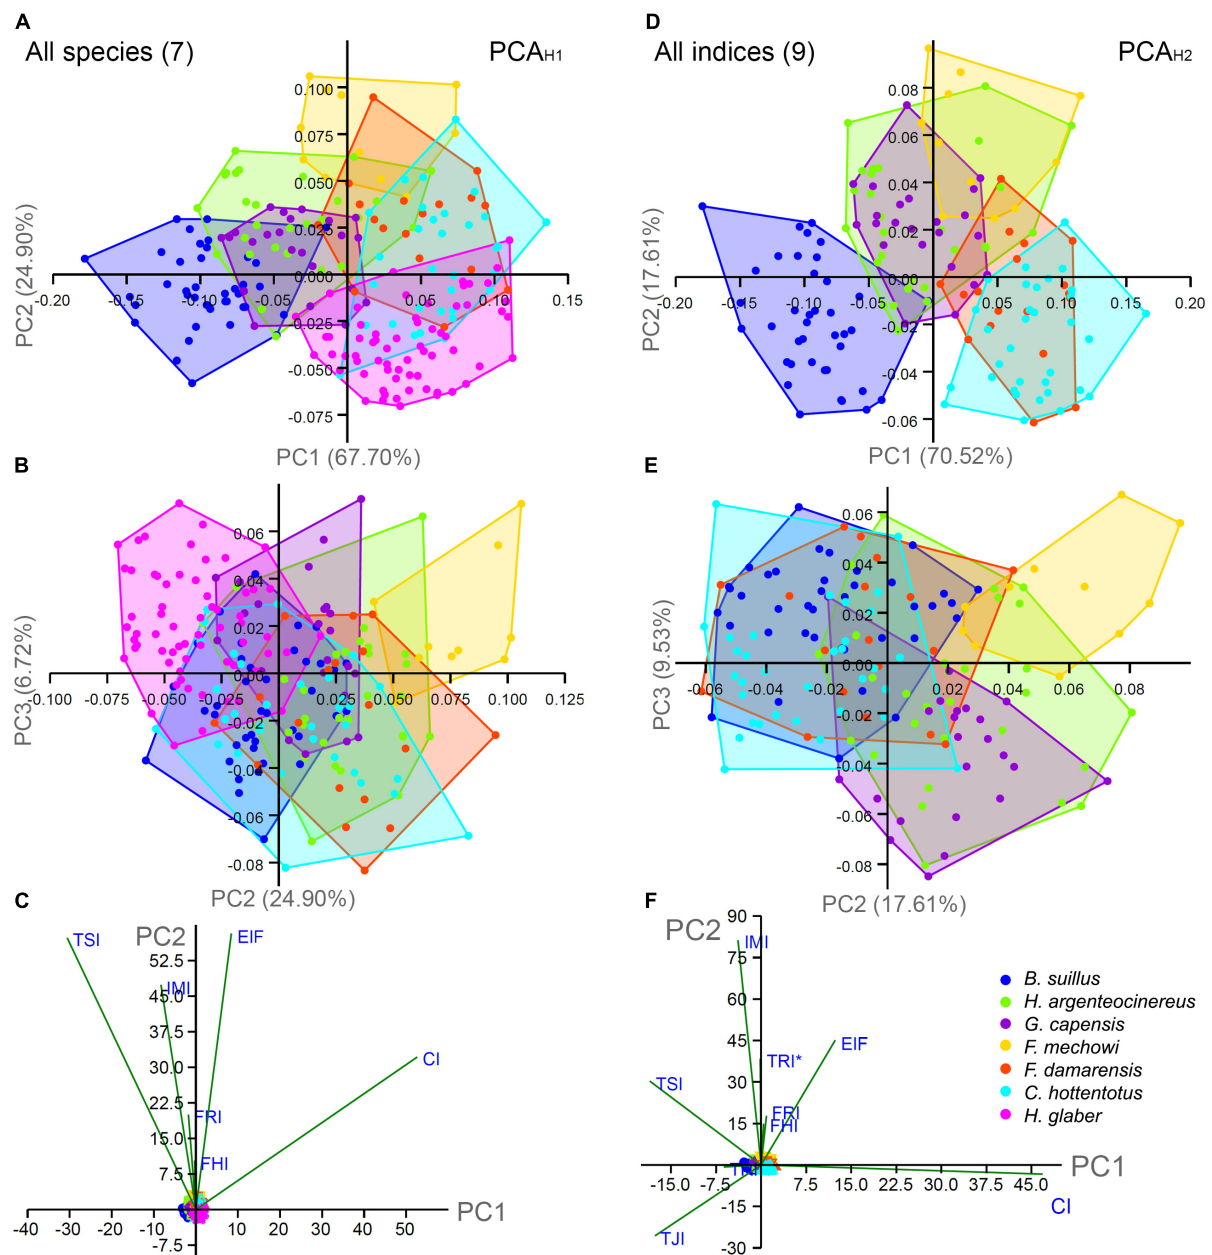 A
All species (7)
PCAH1
0.100
0.075
0.050
0.025
0.000
-0.20
-0.15
-0.10
-0.05
0.05
0.10
0.15
-0.025
-0.050
-0.075
PC2 (24.90%)
PC1 (67.70%)
D
All indices (9)
PCAH2
0.08
0.06
0.04
0.02
0.00
-0.20
-0.15
-0.10
-0.05
0.05
0.10
0.15
0.20
-0.02
-0.04
-0.06
PC2 (17.61%)
PC1 (70.52%)
B
0.06
0.04
0.02
0.00
-0.100
-0.075
-0.050
-0.025
0.025
0.050
0.075
0.100
0.125
-0.02
-0.04
-0.06
-0.08
PC3 (6.72%)
PC2 (24.90%)
E
0.06
0.04
0.02
0.00
-0.06
-0.04
-0.02
0.02
0.04
0.06
0.08
-0.02
-0.04
-0.06
-0.08
PC3 (9.53%)
PC2 (17.61%)
C
TSI
PC2
EIF
52.5
IMI
45.0
37.5
30.0
CI
22.5
FRI
15.0
FHI
7.5
PC1
-40
-30
-20
-10
10
20
30
40
50
-7.5
F
90
PC2
IMI
75
60
45
EIF
TRI*
30
TSI
FRI
15
FHI
PC1
-15.0
-7.5
7.5
15.0
22.5
30.0
37.5
45.0
-15
CI
TJI
-30
B. suillus
H. argenteocinereus
G. capensis
F. mechowi
F. damarensis
C. hottentotus
H. glaber